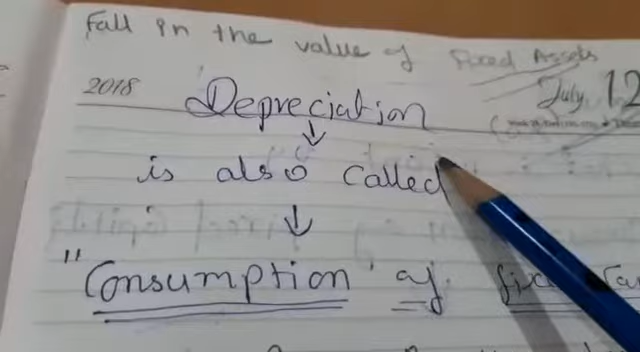 Fall in the value of Fixed Assets
2018
July 12
Depreciation
↓
is also called
↓
"Consumption" of